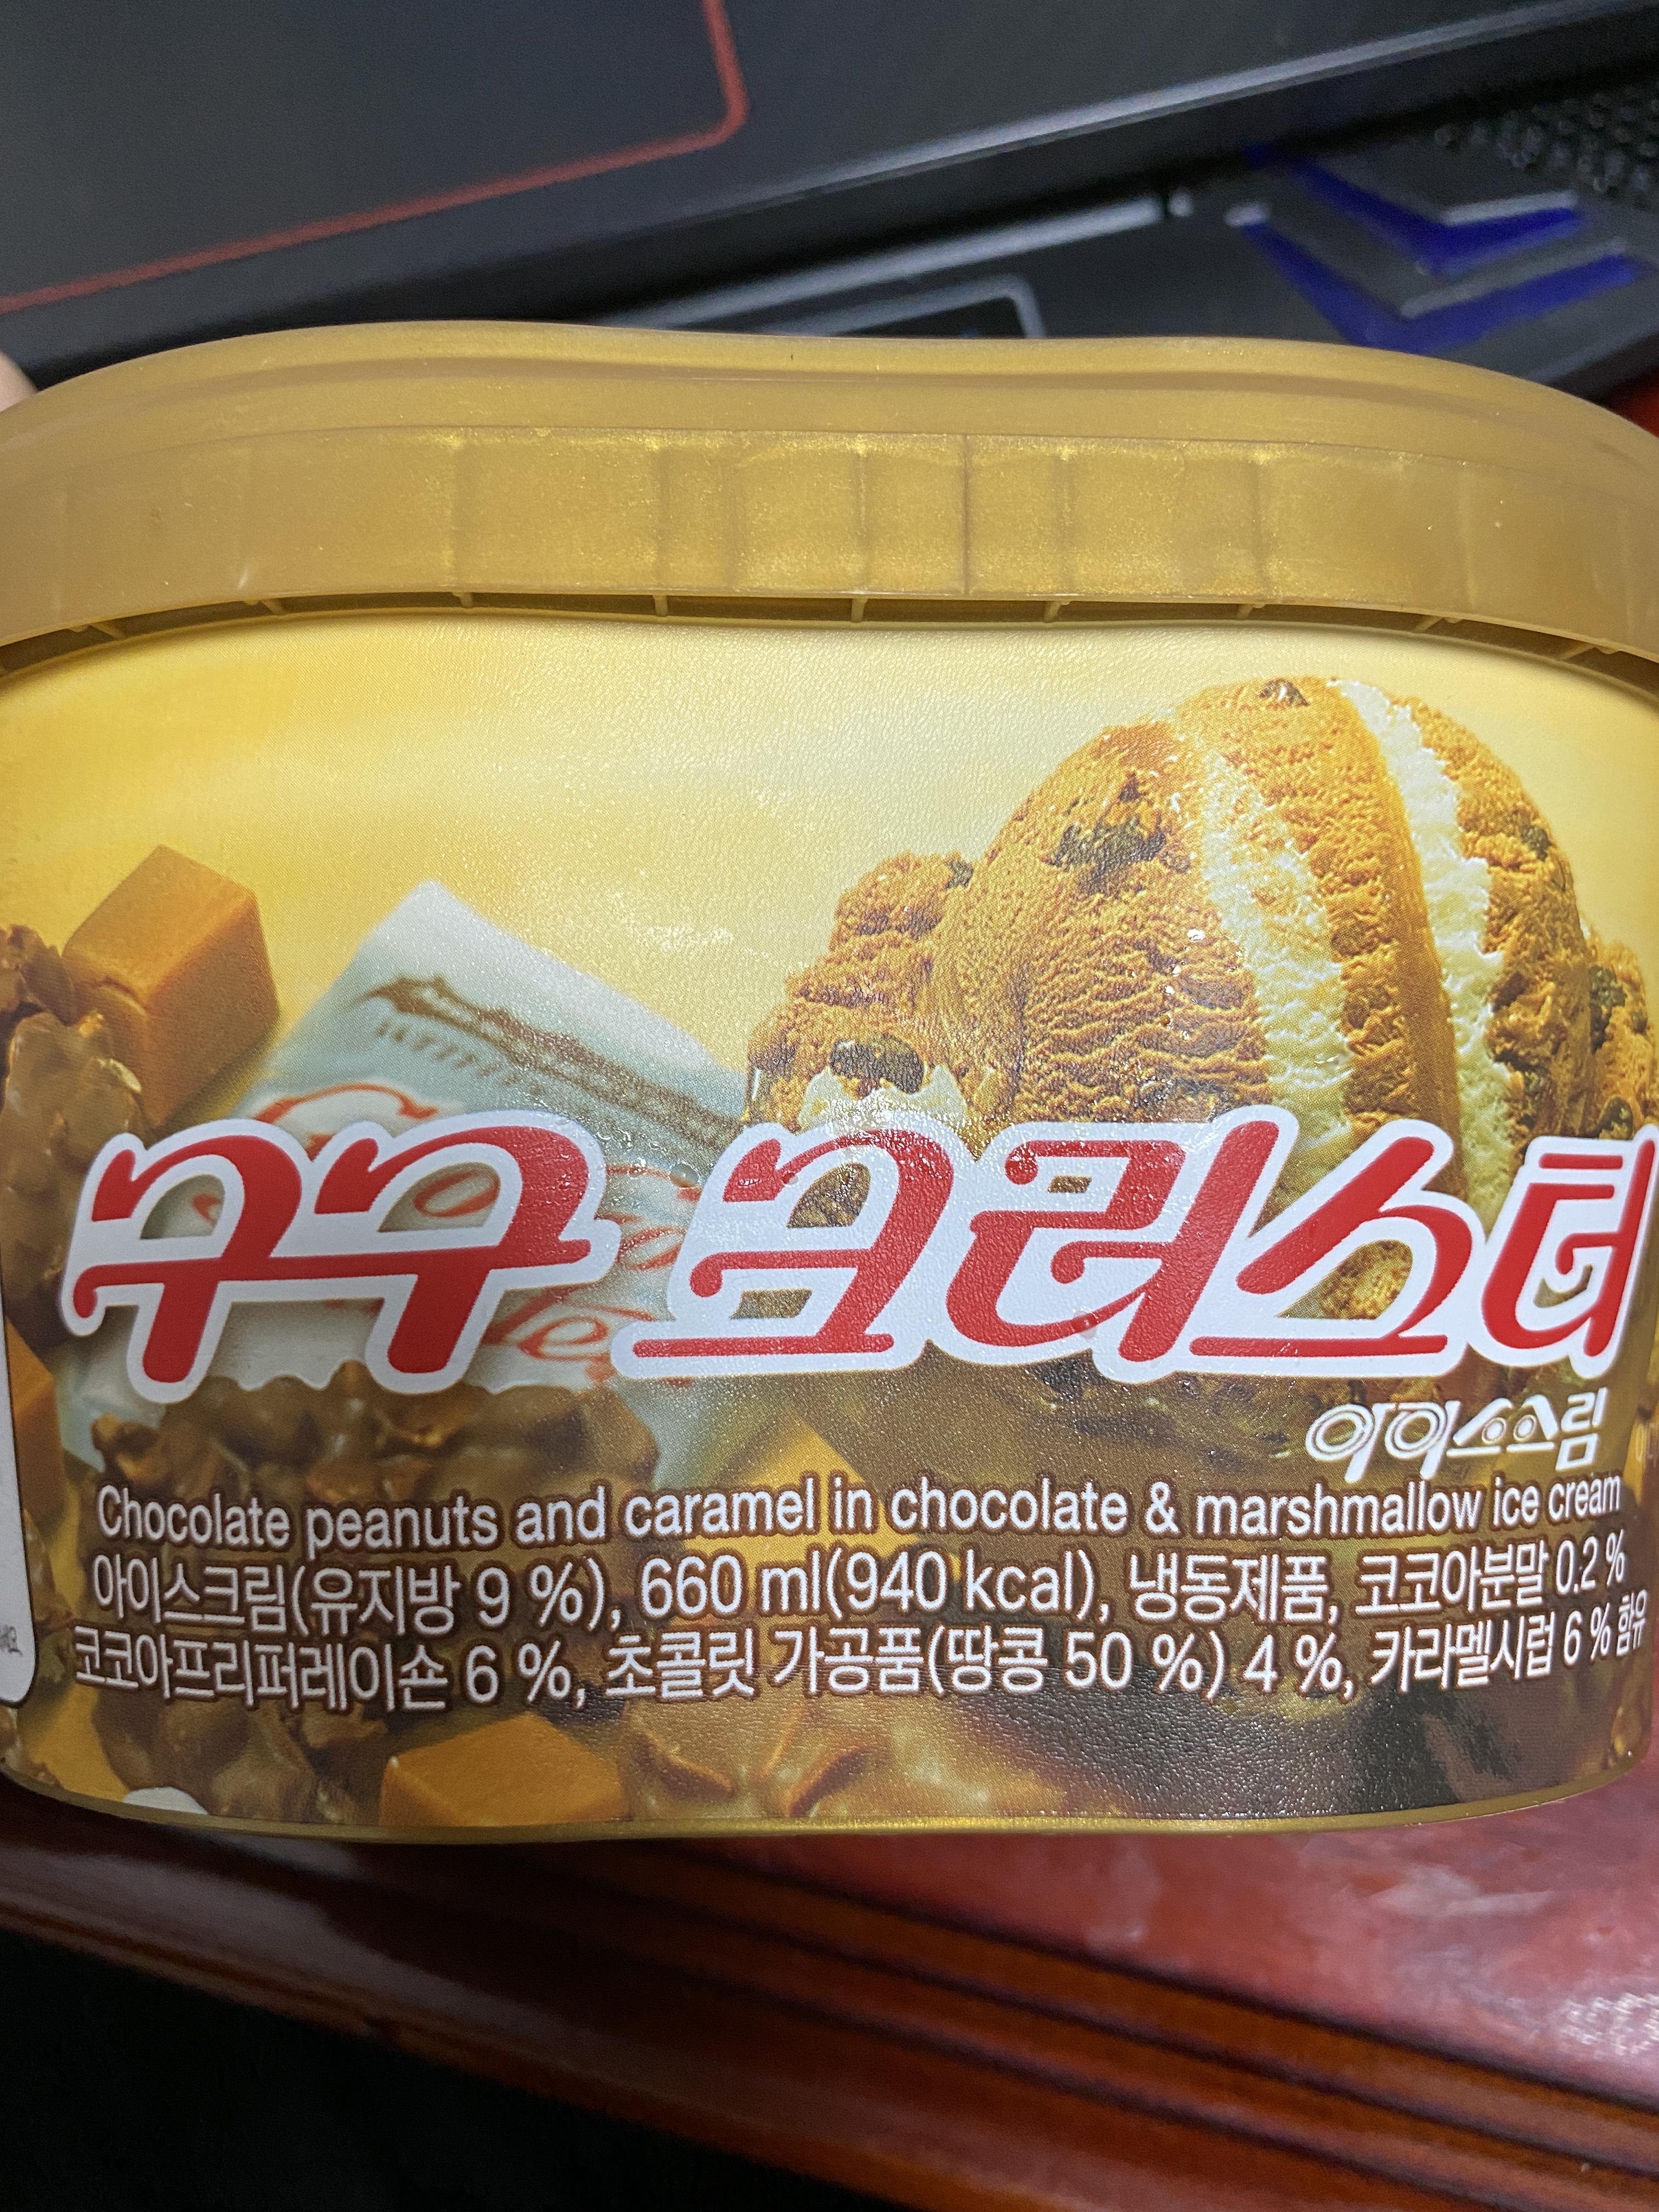 구구 크리스터
아이스크림
Chocolate peanuts and caramel in chocolate & marshmallow ice cream
아이스크림(유지방 9 %), 660 ml(940 kcal), 냉동제품, 코코아분말 0.2 %
코코아프리퍼레이숀 6 %, 초콜릿 가공품(땅콩 50 %) 4 %, 카라멜시럽 6 % 함유